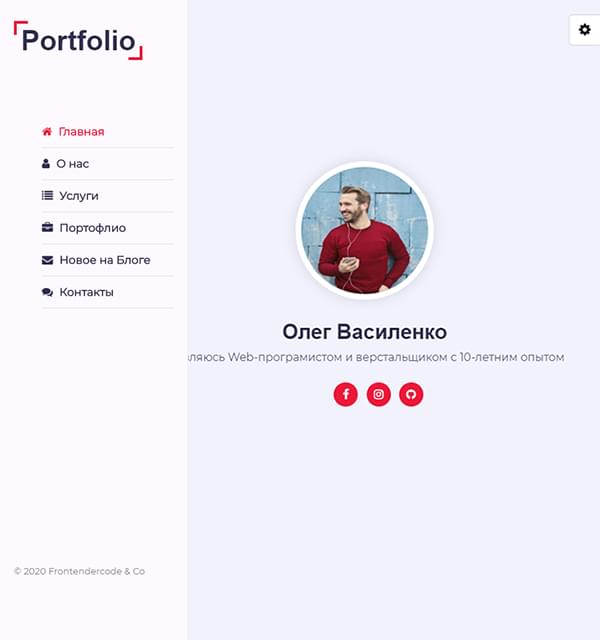 Portfolio
Главная
О нас
Услуги
Портофлио
Новое на Блоге
Контакты
Олег Василенко
Web-програмистом и верстальщиком с 10-летним опытом
© 2020 Frontendercode & Co